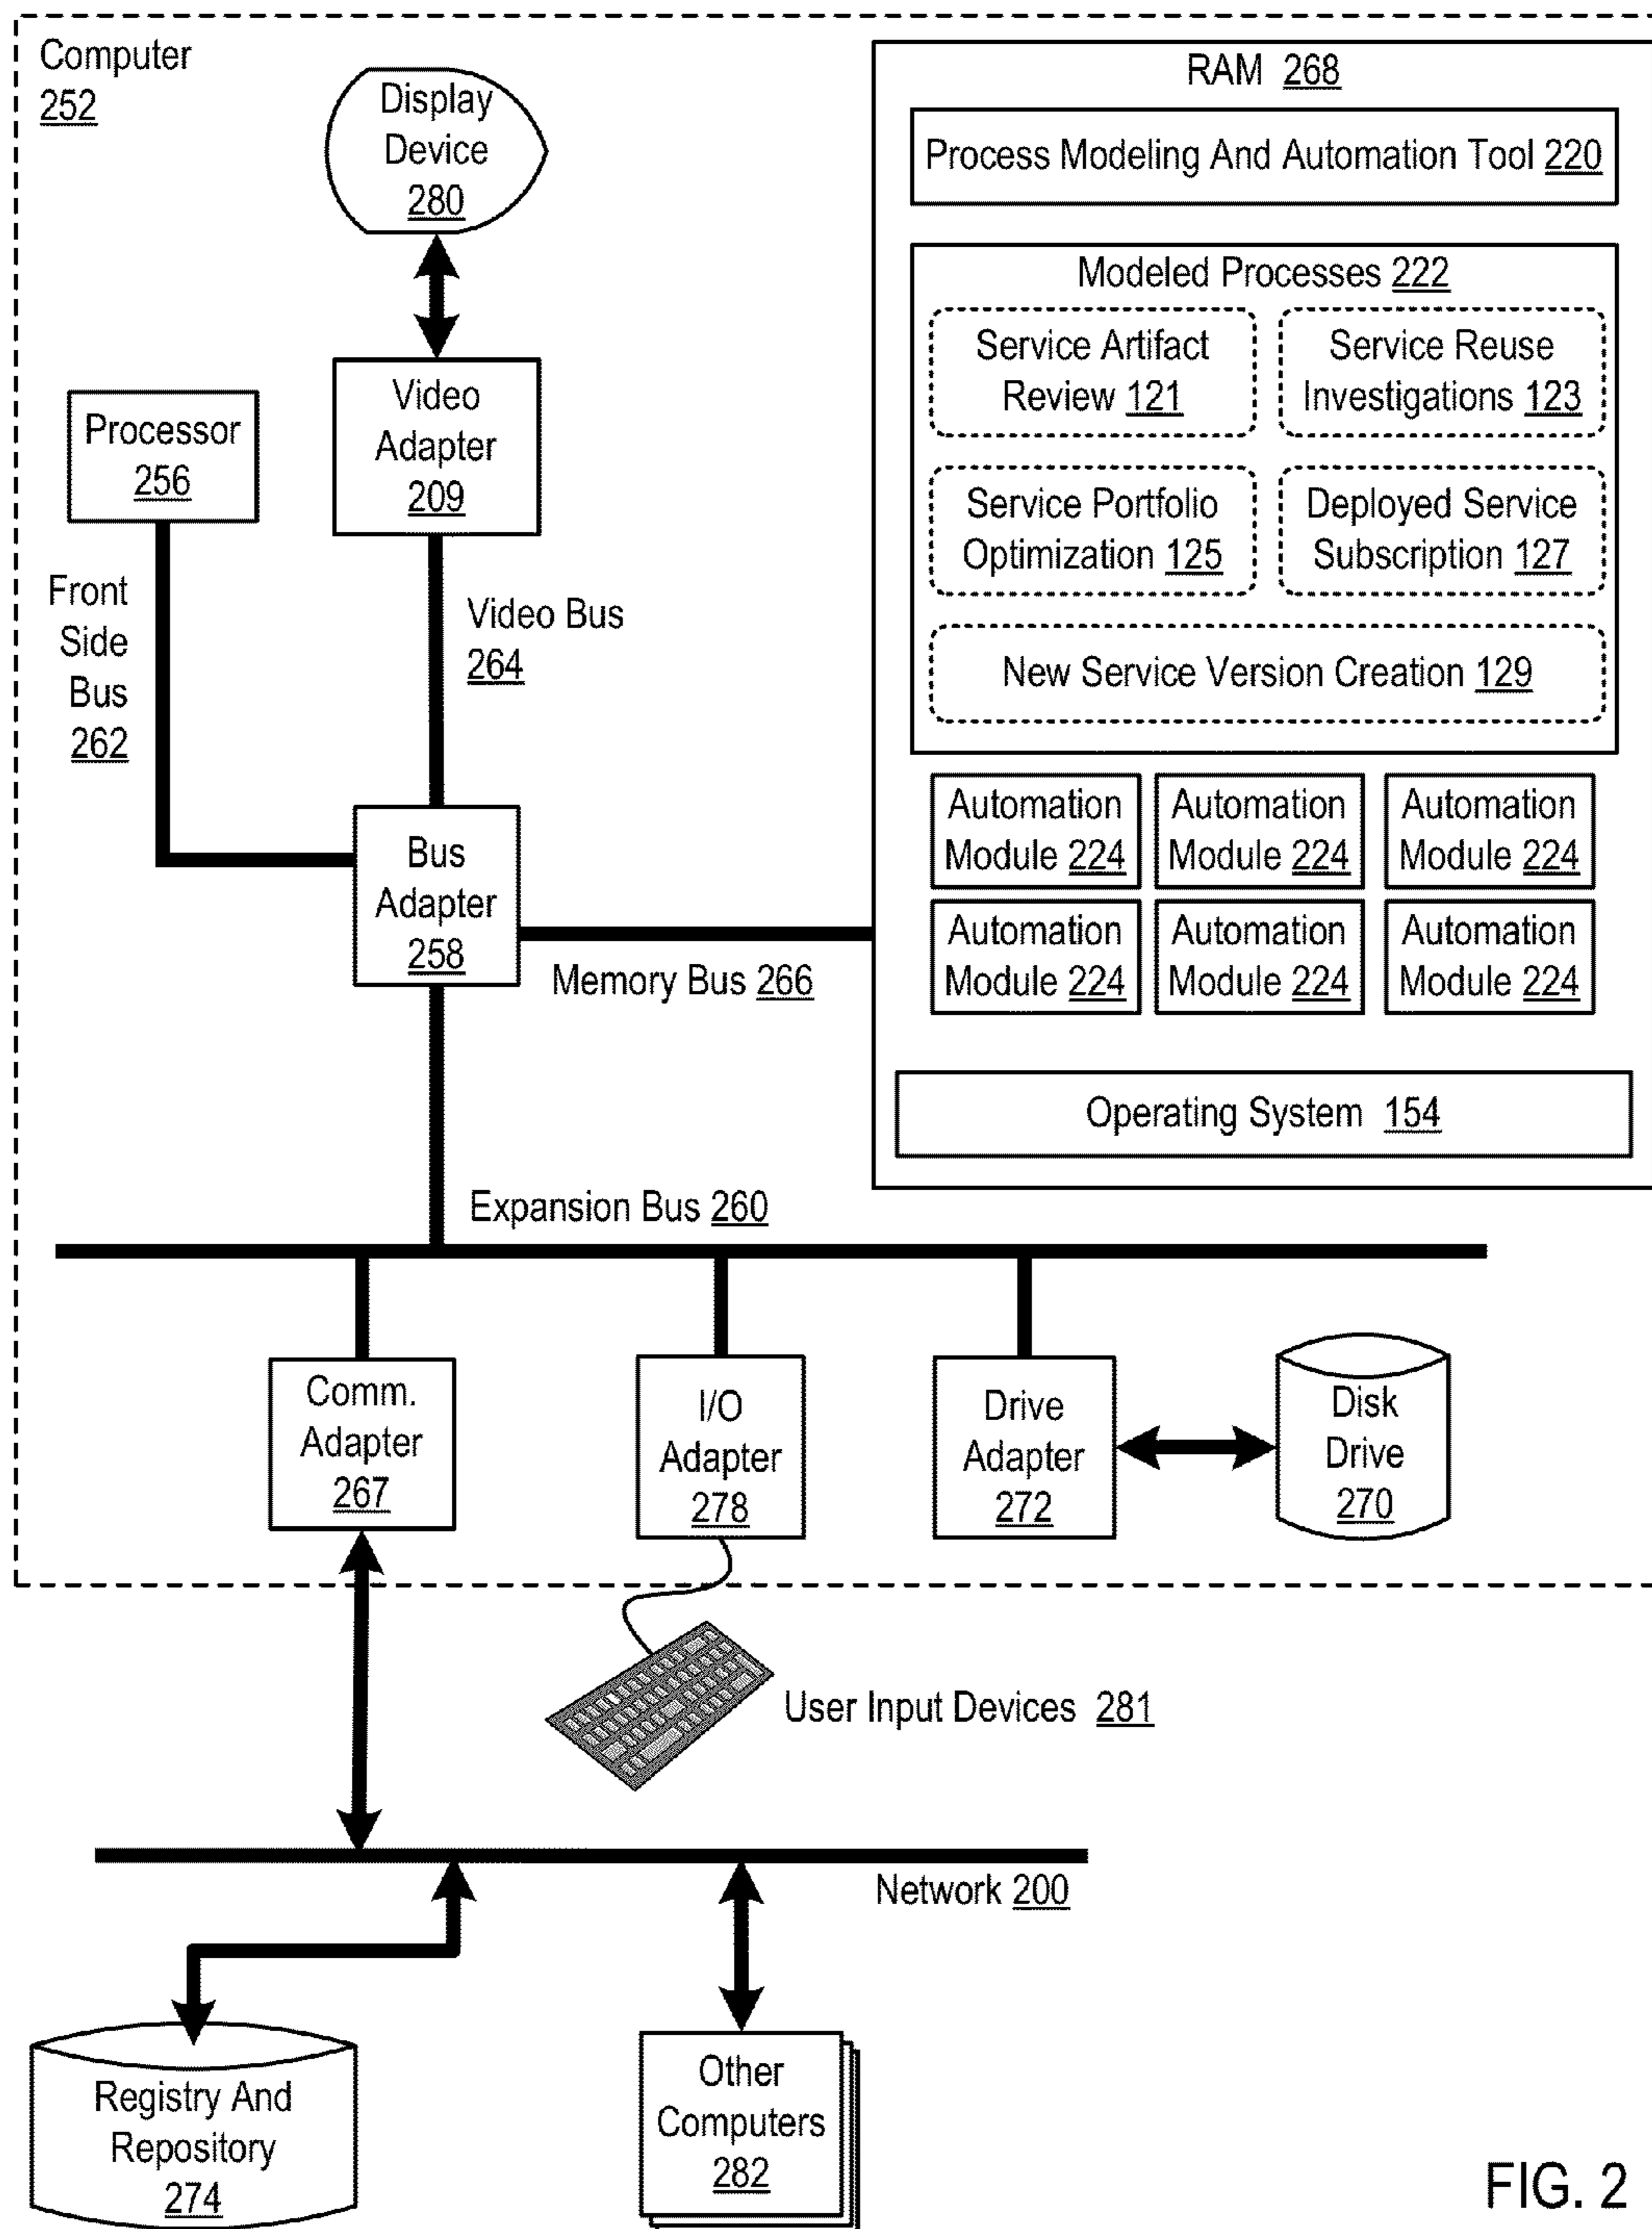 Computer
252
Display
Device
280
RAM 268
Process Modeling And Automation Tool 220
Modeled Processes 222
Service Artifact
Review 121
Service Reuse
Investigations 123
Service Portfolio
Optimization 125
Deployed Service
Subscription 127
New Service Version Creation 129
Automation
Module 224
Automation
Module 224
Automation
Module 224
Automation
Module 224
Automation
Module 224
Automation
Module 224
Operating System 154
Video
Adapter
209
Processor
256
Front
Side
Bus
262
Video Bus
264
Bus
Adapter
258
Memory Bus 266
Expansion Bus 260
Comm.
Adapter
267
I/O
Adapter
278
Drive
Adapter
272
Disk
Drive
270
User Input Devices 281
Network 200
Registry And
Repository
274
Other
Computers
282
FIG. 2